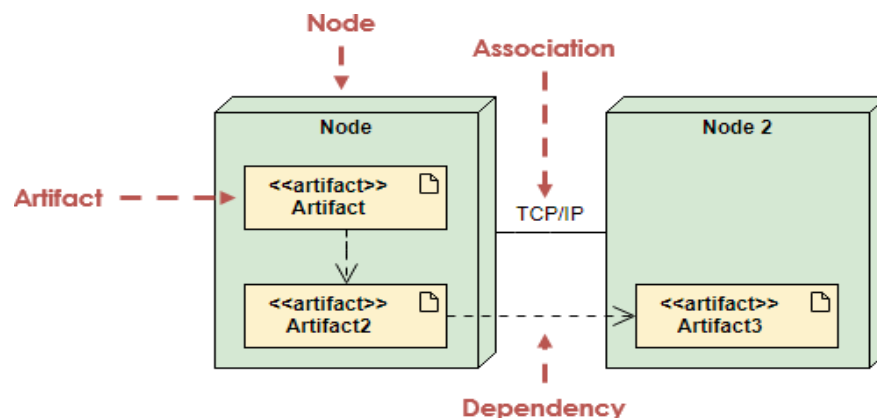 Node
Association
Node
Node 2
<<artifact>>
Artifact
Artifact
TCP/IP
<<artifact>>
Artifact2
<<artifact>>
Artifact3
Dependency